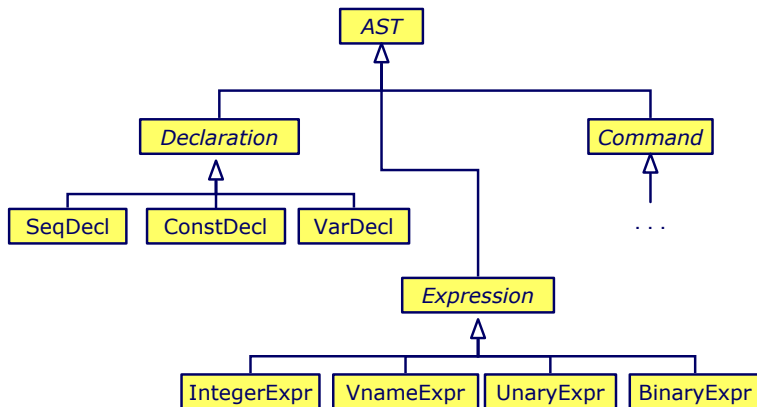 AST
Declaration
Command
SeqDecl
ConstDecl
VarDecl
. . .
Expression
IntegerExpr
VnameExpr
UnaryExpr
BinaryExpr